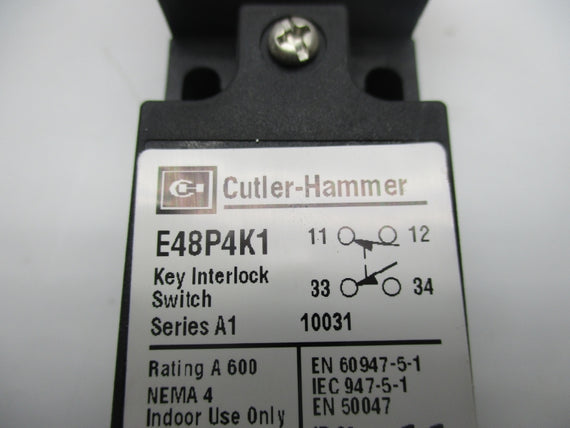 Cutler-Hammer
E48P4K1
11 12
Key Interlock
Switch
33 34
Series A1
10031
Rating A 600
NEMA 4
Indoor Use Only
EN 60947-5-1
IEC 947-5-1
EN 50047